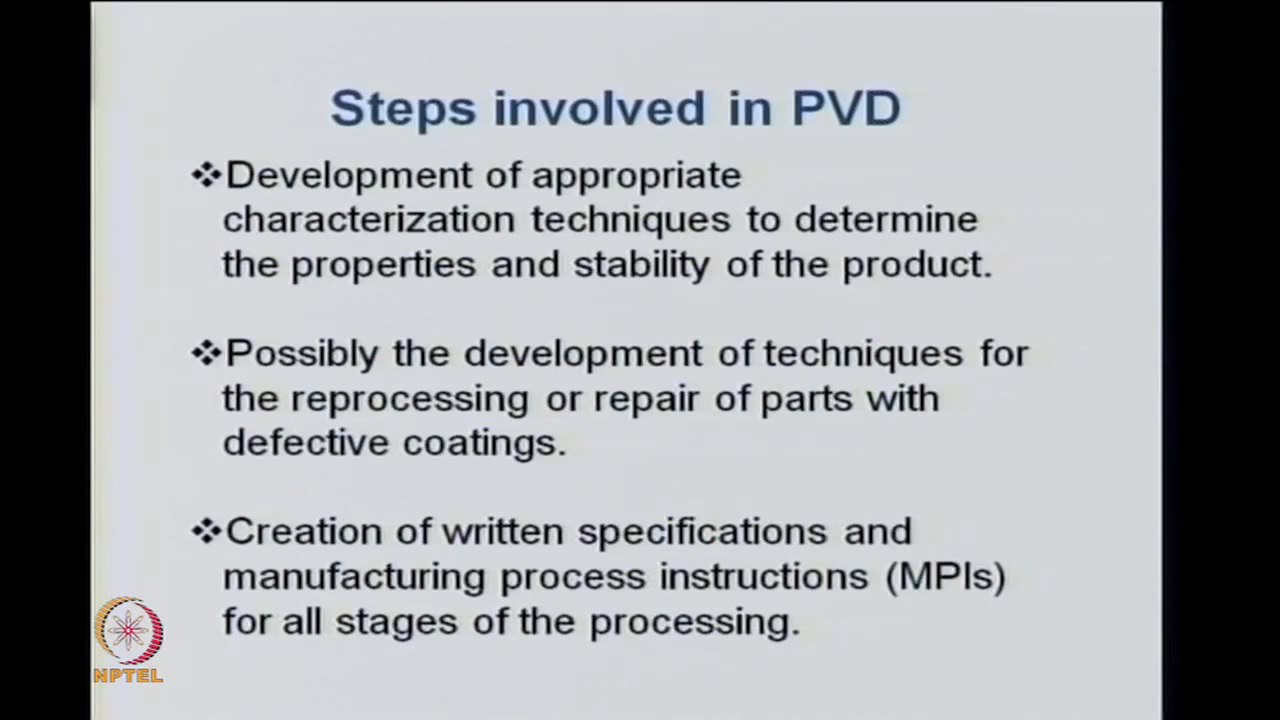 Steps involved in PVD
❖Development of appropriate
characterization techniques to determine
the properties and stability of the product.
❖Possibly the development of techniques for
the reprocessing or repair of parts with
defective coatings.
❖Creation of written specifications and
manufacturing process instructions (MPIs)
for all stages of the processing.
NPTEL